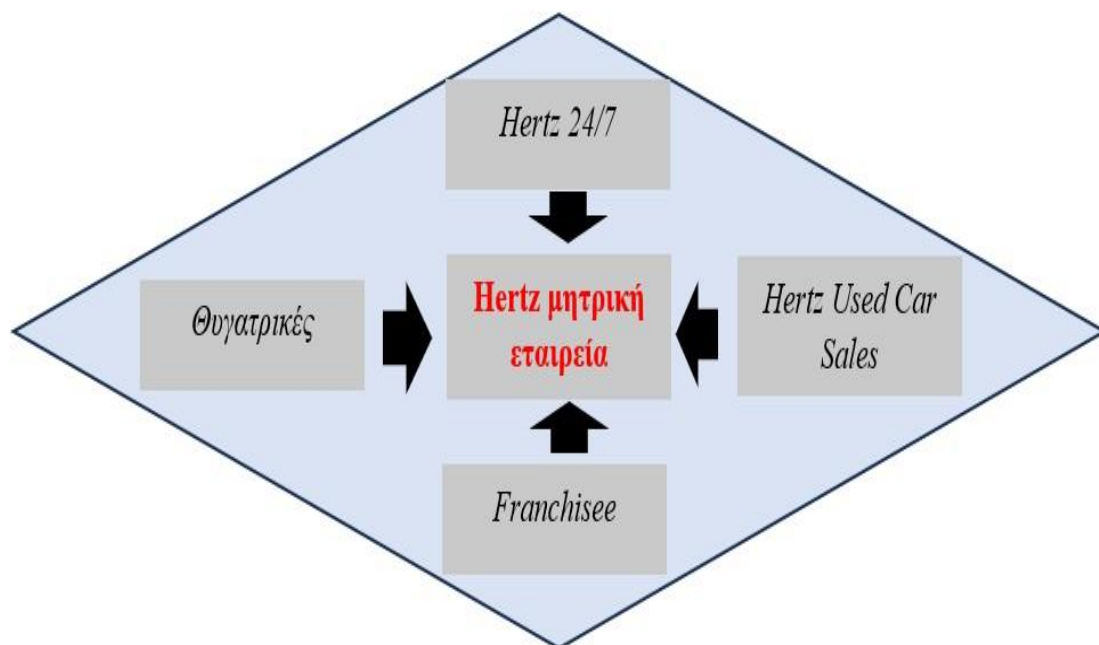 Hertz 24/7
Θυγατρικές
Hertz μητρική
εταιρεία
Hertz Used Car
Sales
Franchisee